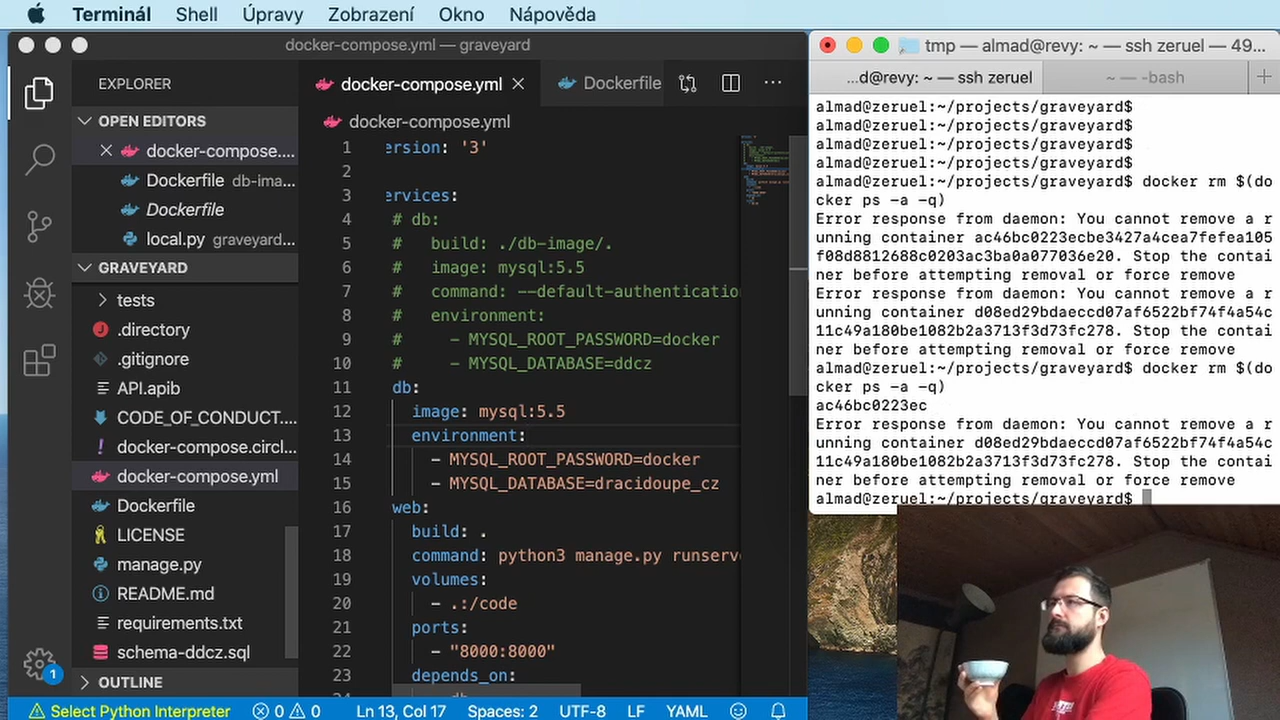 Terminál Shell Úpravy Zobrazení Okno Nápověda
docker-compose.yml — graveyard
EXPLORER
OPEN EDITORS
docker-compose....
Dockerfile db-ima...
Dockerfile
local.py graveyard...
GRAVEYARD
tests
.directory
.gitignore
API.apib
CODE_OF_CONDUCT....
docker-compose.circl...
docker-compose.yml
Dockerfile
LICENSE
manage.py
README.md
requirements.txt
schema-ddcz.sql
OUTLINE
docker-compose.yml Dockerfile
docker-compose.yml
1 ersion: '3'
2
3 ervices:
4 # db:
5 # build: ./db-image/.
6 # image: mysql:5.5
7 # command: --default-authenticatio
8 # environment:
9 # - MYSQL_ROOT_PASSWORD=docker
10 # - MYSQL_DATABASE=ddcz
11 db:
12 image: mysql:5.5
13 environment:
14 - MYSQL_ROOT_PASSWORD=docker
15 - MYSQL_DATABASE=dracidoupe_cz
16 web:
17 build: .
18 command: python3 manage.py runserve
19 volumes:
20 - .:/code
21 ports:
22 - "8000:8000"
23 depends_on:
1
Select Python Interpreter 0 0 Ln 13, Col 17 Spaces: 2 UTF-8 LF YAML
tmp — almad@revy: ~ — ssh zeruel — 49...
...d@revy: ~ — ssh zeruel ~ — -bash
almad@zeruel:~/projects/graveyard$
almad@zeruel:~/projects/graveyard$
almad@zeruel:~/projects/graveyard$
almad@zeruel:~/projects/graveyard$
almad@zeruel:~/projects/graveyard$ docker rm $(do
cker ps -a -q)
Error response from daemon: You cannot remove a r
unning container ac46bc0223ecbe3427a4cea7fefea105
f08d8812688c0203ac3ba0a077036e20. Stop the contai
ner before attempting removal or force remove
Error response from daemon: You cannot remove a r
unning container d08ed29bdaeccd07af6522bf74f4a54c
11c49a180be1082b2a3713f3d73fc278. Stop the contai
ner before attempting removal or force remove
almad@zeruel:~/projects/graveyard$ docker rm $(do
cker ps -a -q)
ac46bc0223ec
Error response from daemon: You cannot remove a r
unning container d08ed29bdaeccd07af6522bf74f4a54c
11c49a180be1082b2a3713f3d73fc278. Stop the contai
ner before attempting removal or force remove
almad@zeruel:~/projects/graveyard$